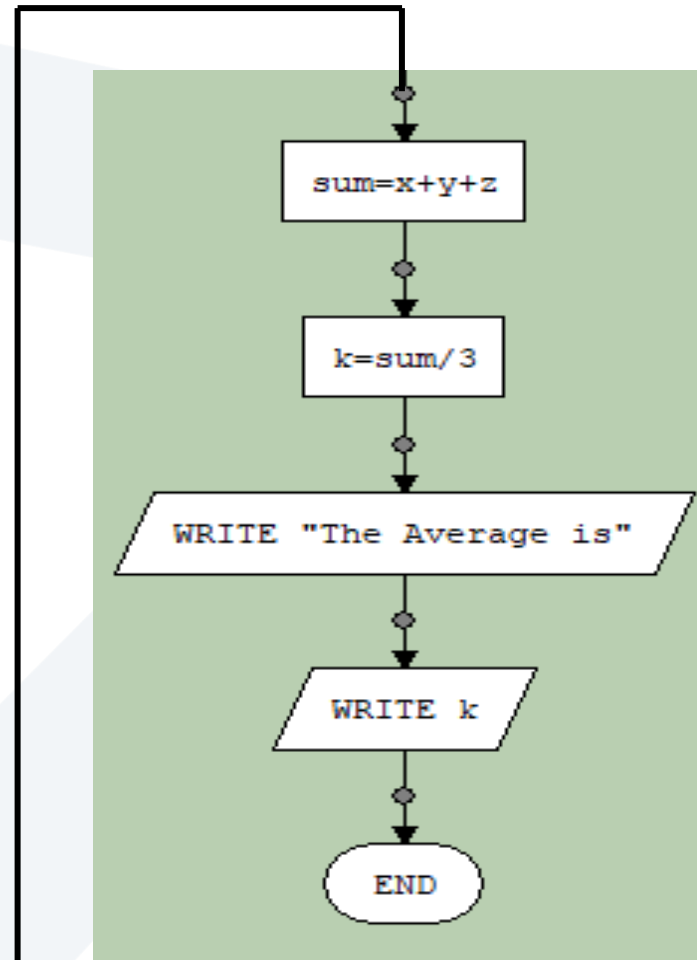 sum=x+y+z
k=sum/3
WRITE "The Average is"
WRITE k
END